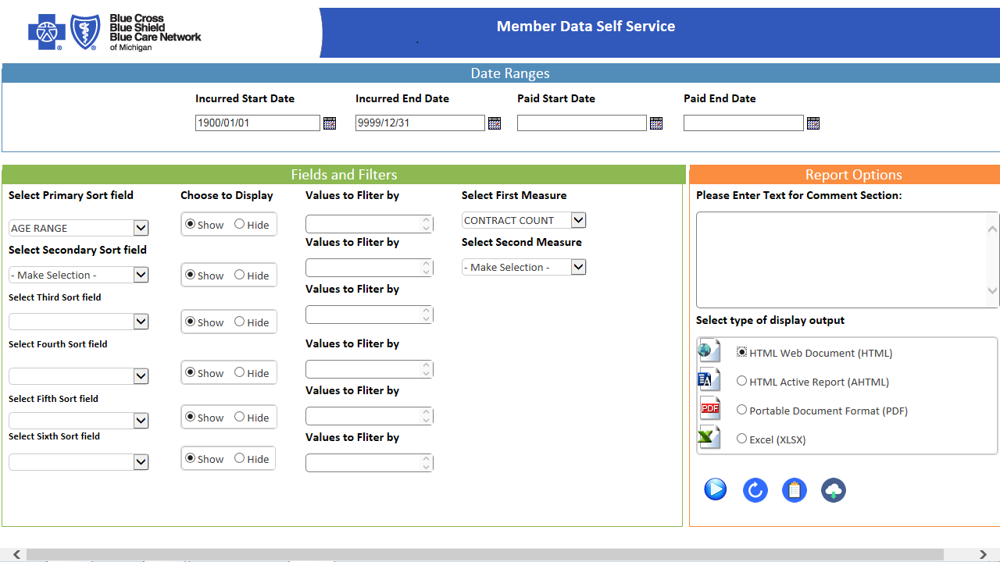 Blue Cross
Blue Shield
Blue Care Network
of Michigan
Member Data Self Service
Date Ranges
Incurred Start Date
Incurred End Date
Paid Start Date
Paid End Date
1900/01/01
9999/12/31
Fields and Filters
Select Primary Sort field
Choose to Display
Values to Fliter by
Select First Measure
AGE RANGE
Show
Hide
CONTRACT COUNT
Select Secondary Sort field
Values to Fliter by
Select Second Measure
- Make Selection -
Show
Hide
- Make Selection -
Select Third Sort field
Values to Fliter by
Show
Hide
Select Fourth Sort field
Values to Fliter by
Show
Hide
Select Fifth Sort field
Values to Fliter by
Show
Hide
Select Sixth Sort field
Values to Fliter by
Show
Hide
Report Options
Please Enter Text for Comment Section:
Select type of display output
HTML Web Document (HTML)
A
HTML Active Report (AHTML)
PDF
Portable Document Format (PDF)
X
Excel (XLSX)